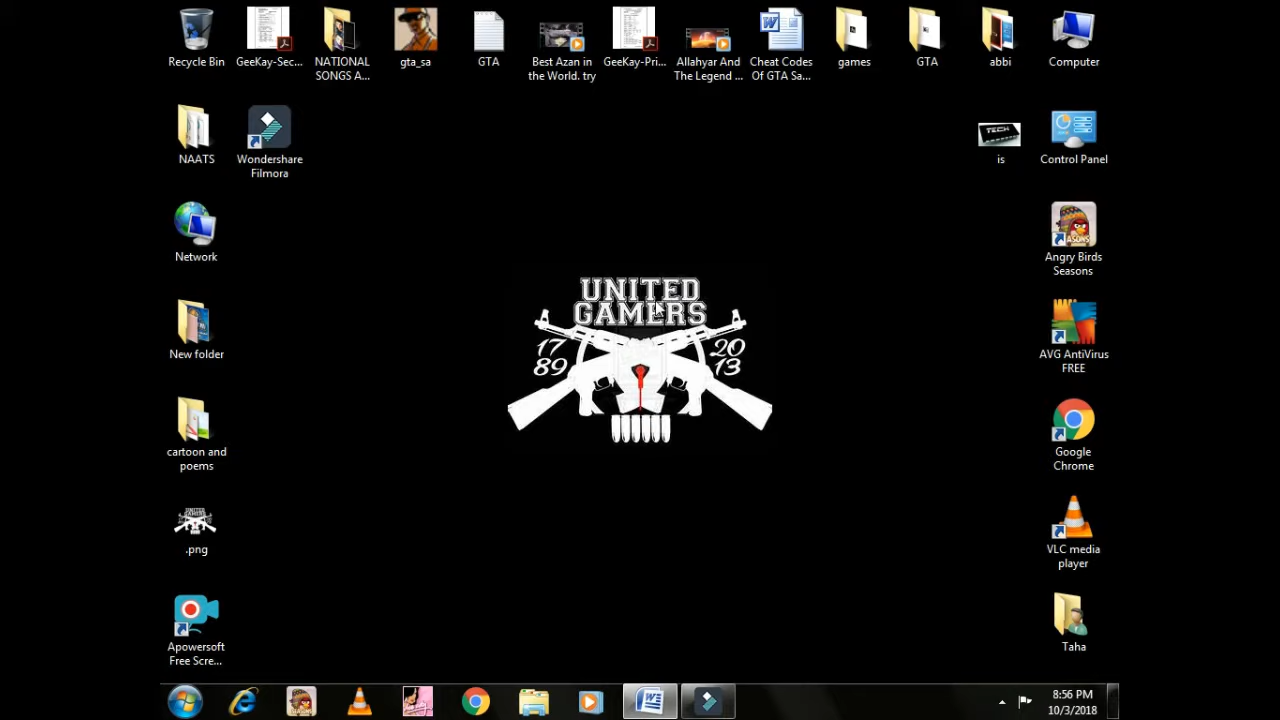 Recycle Bin
GeeKay-Sec...
NATIONAL
SONGS A...
gta_sa
GTA
Best Azan in
the World. try
GeeKay-Pri...
Allahyar And
The Legend ...
Cheat Codes
Of GTA Sa...
games
GTA
abbi
Computer
NAATS
Wondershare
Filmora
TECH
is
Control Panel
Network
Angry Birds
Seasons
UNITED
GAMERS
17
89
20
13
New folder
AVG AntiVirus
FREE
cartoon and
poems
Google
Chrome
.png
VLC media
player
Apowersoft
Free Scre...
Taha
8:56 PM
10/3/2018